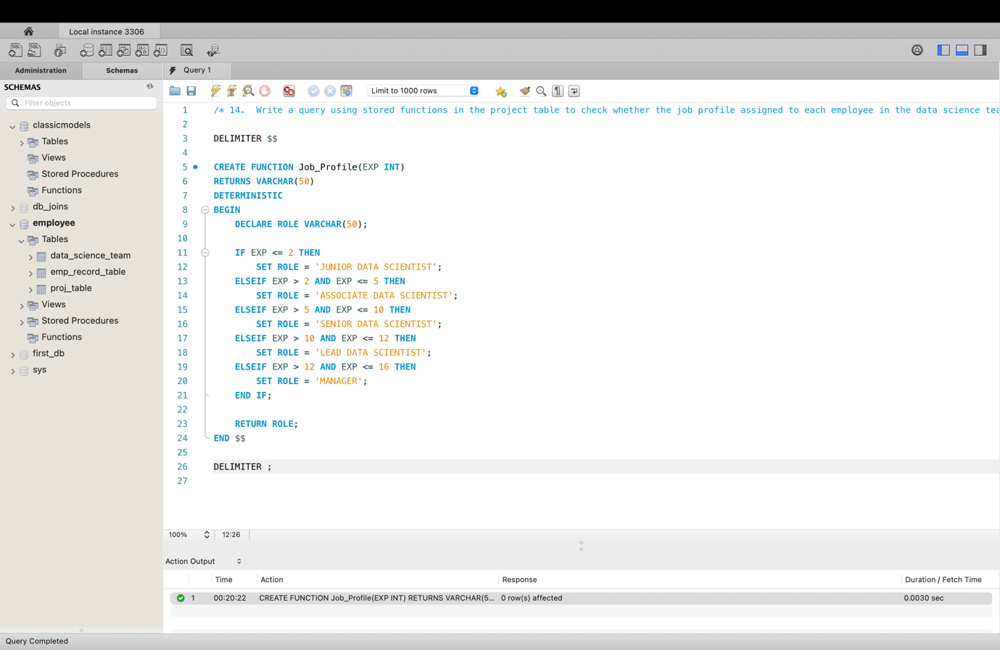 Local instance 3306
Administration
Schemas
Query 1
SCHEMAS
Filter objects
classicmodels
Tables
Views
Stored Procedures
Functions
db_joins
employee
Tables
data_science_team
emp_record_table
proj_table
Views
Stored Procedures
Functions
first_db
sys
Limit to 1000 rows
1 /* 14. Write a query using stored functions in the project table to check whether the job profile assigned to each employee in the data science tea
2
3 DELIMITER $$
4
5 CREATE FUNCTION Job_Profile(EXP INT)
6 RETURNS VARCHAR(50)
7 DETERMINISTIC
8 BEGIN
9 DECLARE ROLE VARCHAR(50);
10
11 IF EXP <= 2 THEN
12 SET ROLE = 'JUNIOR DATA SCIENTIST';
13 ELSEIF EXP > 2 AND EXP <= 5 THEN
14 SET ROLE = 'ASSOCIATE DATA SCIENTIST';
15 ELSEIF EXP > 5 AND EXP <= 10 THEN
16 SET ROLE = 'SENIOR DATA SCIENTIST';
17 ELSEIF EXP > 10 AND EXP <= 12 THEN
18 SET ROLE = 'LEAD DATA SCIENTIST';
19 ELSEIF EXP > 12 AND EXP <= 16 THEN
20 SET ROLE = 'MANAGER';
21 END IF;
22
23 RETURN ROLE;
24 END $$
25
26 DELIMITER ;
27
100% 12:26
Action Output
Time Action Response Duration / Fetch Time
1 00:20:22 CREATE FUNCTION Job_Profile(EXP INT) RETURNS VARCHAR(5... 0 row(s) affected 0.0030 sec
Query Completed